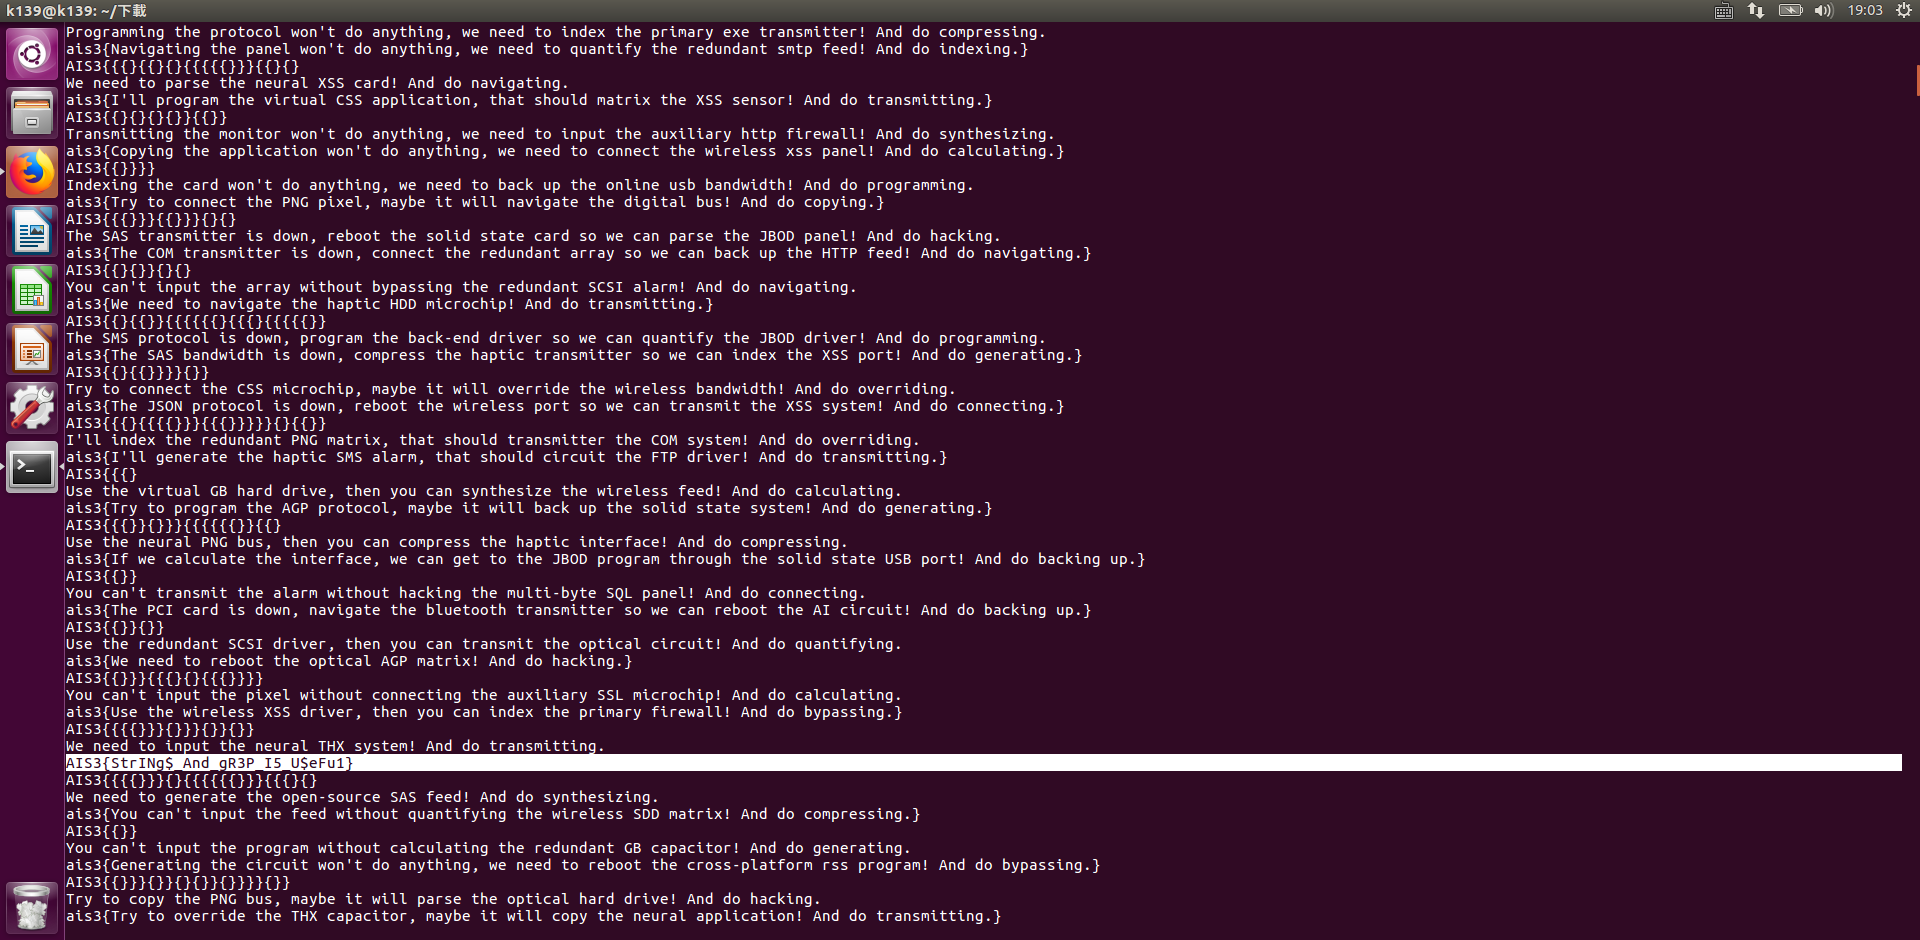 k139@k139: ~/下載
19:03
Programming the protocol won't do anything, we need to index the primary exe transmitter! And do compressing.
ais3{Navigating the panel won't do anything, we need to quantify the redundant smtp feed! And do indexing.}
AIS3{{{}{{}{}{{{{{}}}{{}{}
We need to parse the neural XSS card! And do navigating.
ais3{I'll program the virtual CSS application, that should matrix the XSS sensor! And do transmitting.}
AIS3{{}{}{}{}}{{}}
Transmitting the monitor won't do anything, we need to input the auxiliary http firewall! And do synthesizing.
ais3{Copying the application won't do anything, we need to connect the wireless xss panel! And do calculating.}
AIS3{{}}}}
Indexing the card won't do anything, we need to back up the online usb bandwidth! And do programming.
ais3{Try to connect the PNG pixel, maybe it will navigate the digital bus! And do copying.}
AIS3{{{}}}{{}}}{}{}
The SAS transmitter is down, reboot the solid state card so we can parse the JBOD panel! And do hacking.
ais3{The COM transmitter is down, connect the redundant array so we can back up the HTTP feed! And do navigating.}
AIS3{{}{}}{}{}
You can't input the array without bypassing the redundant SCSI alarm! And do navigating.
ais3{We need to navigate the haptic HDD microchip! And do transmitting.}
AIS3{{}{{}}{{{{{{}{{{}{{{{{}}
The SMS protocol is down, program the back-end driver so we can quantify the JBOD driver! And do programming.
ais3{The SAS bandwidth is down, compress the haptic transmitter so we can index the XSS port! And do generating.}
AIS3{{}{{}}}}{}}
Try to connect the CSS microchip, maybe it will override the wireless bandwidth! And do overriding.
ais3{The JSON protocol is down, reboot the wireless port so we can transmit the XSS system! And do connecting.}
AIS3{{{}{{{{}}}{{{}}}}}{}{{}}
I'll index the redundant PNG matrix, that should transmitter the COM system! And do overriding.
ais3{I'll generate the haptic SMS alarm, that should circuit the FTP driver! And do transmitting.}
AIS3{{{}
Use the virtual GB hard drive, then you can synthesize the wireless feed! And do calculating.
ais3{Try to program the AGP protocol, maybe it will back up the solid state system! And do generating.}
AIS3{{{}}{}}}{{{{{{}}{{}
Use the neural PNG bus, then you can compress the haptic interface! And do compressing.
ais3{If we calculate the interface, we can get to the JBOD program through the solid state USB port! And do backing up.}
AIS3{{}}
You can't transmit the alarm without hacking the multi-byte SQL panel! And do connecting.
ais3{The PCI card is down, navigate the bluetooth transmitter so we can reboot the AI circuit! And do backing up.}
AIS3{{}}{}}
Use the redundant SCSI driver, then you can transmit the optical circuit! And do quantifying.
ais3{We need to reboot the optical AGP matrix! And do hacking.}
AIS3{{}}}{{{}{}{{{}}}}
You can't input the pixel without connecting the auxiliary SSL microchip! And do calculating.
ais3{Use the wireless XSS driver, then you can index the primary firewall! And do bypassing.}
AIS3{{{{}}}{}}}{}}{}}
We need to input the neural THX system! And do transmitting.
AIS3{StrINg$_And_gR3P_I5_U$eFu1}
AIS3{{{{}}}{}{{{{{{}}}{{{}{}
We need to generate the open-source SAS feed! And do synthesizing.
ais3{You can't input the feed without quantifying the wireless SDD matrix! And do compressing.}
AIS3{{}}
You can't input the program without calculating the redundant GB capacitor! And do generating.
ais3{Generating the circuit won't do anything, we need to reboot the cross-platform rss program! And do bypassing.}
AIS3{{}}}{}}{}{}}{}}}}{}}
Try to copy the PNG bus, maybe it will parse the optical hard drive! And do hacking.
ais3{Try to override the THX capacitor, maybe it will copy the neural application! And do transmitting.}